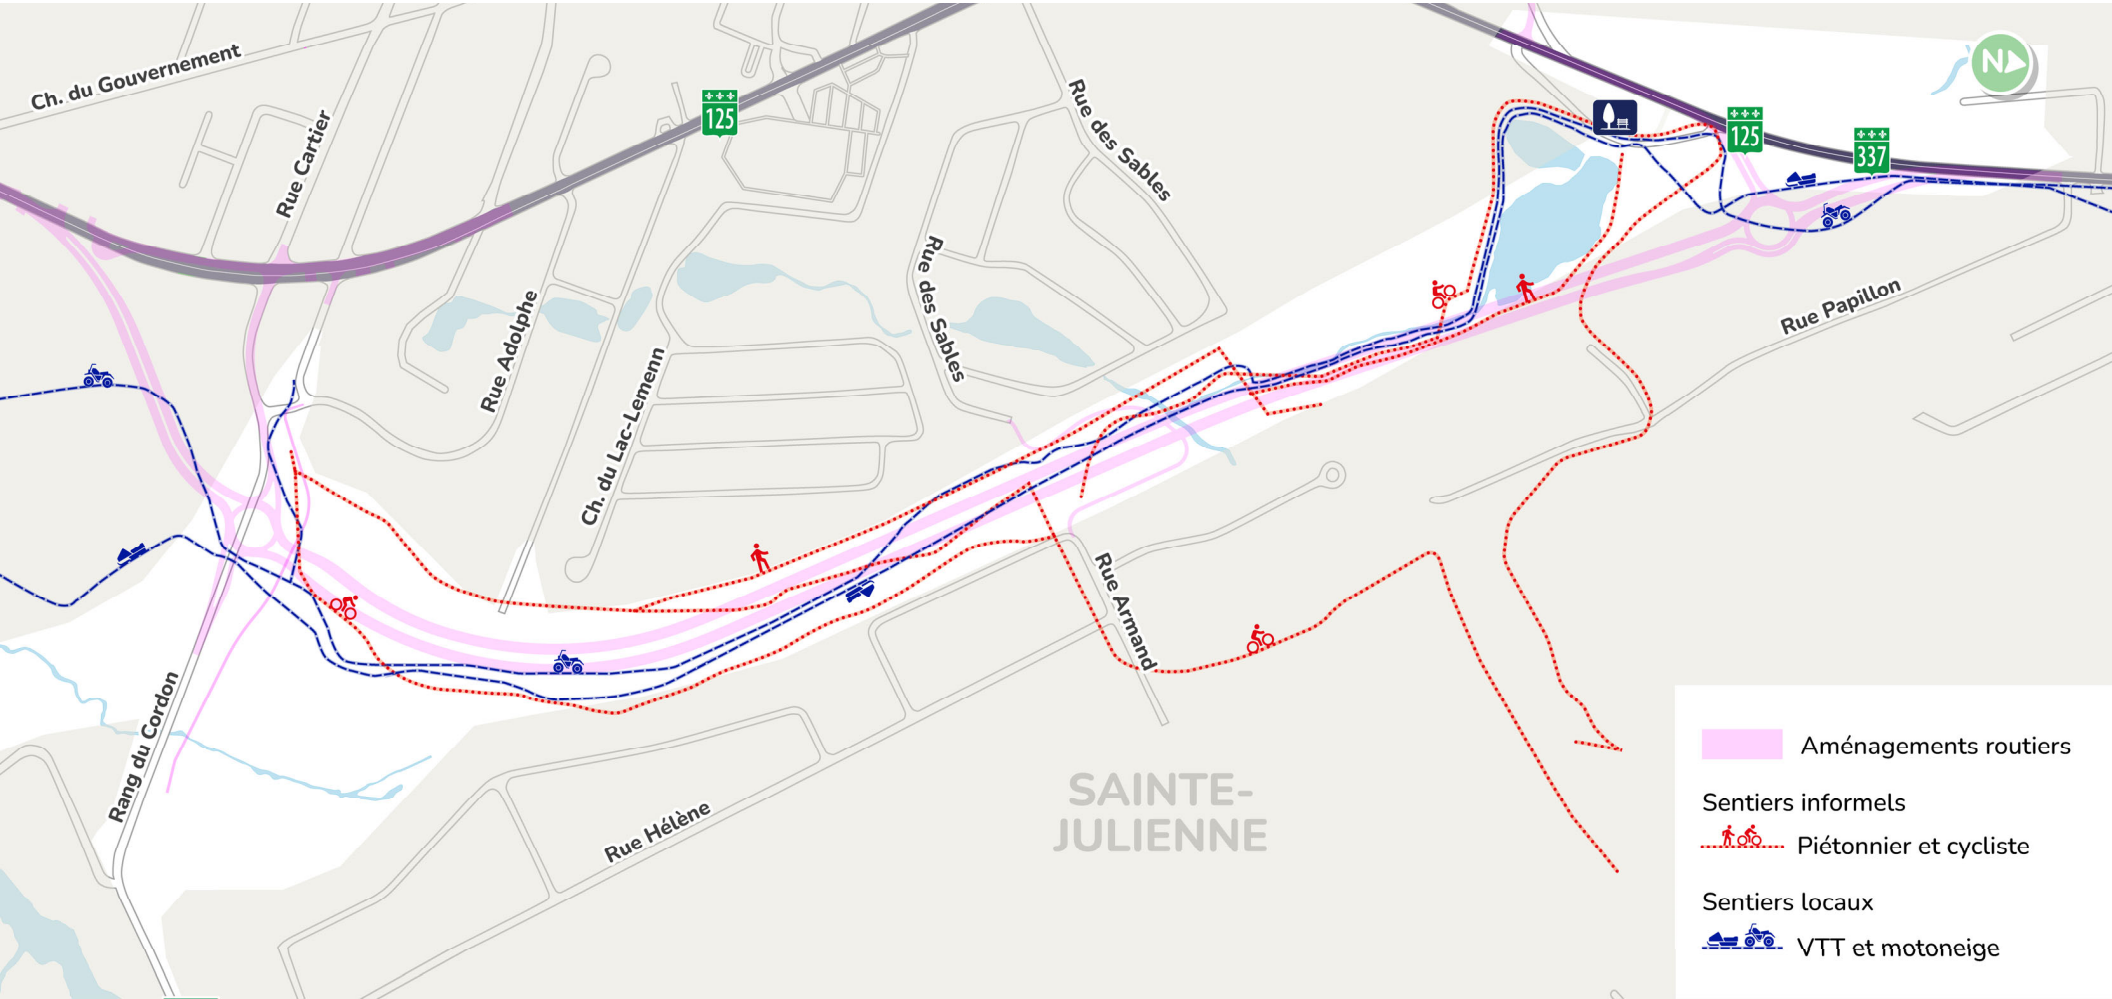 Ch. du Gouvernement
Rue Cartier
125
Rue des Sables
125
337
N
Rue des Sables
Rue Adolphe
Ch. du Lac-Lemenn
Rue Papillon
Rue Armand
Rang du Cordon
Rue Hélène
SAINTE-
JULIENNE
Aménagements routiers
Sentiers informels
Piétonnier et cycliste
Sentiers locaux
VTT et motoneige